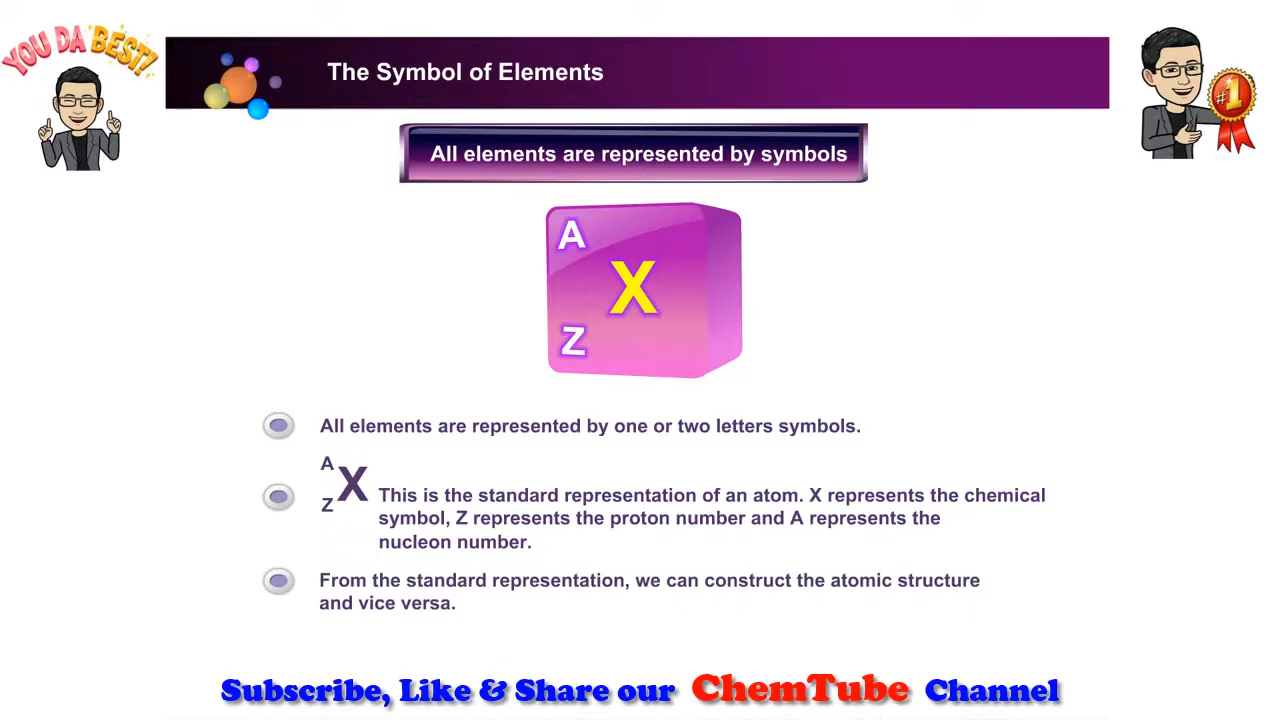 YOU DA BEST!
The Symbol of Elements
#1
All elements are represented by symbols
A
X
Z
All elements are represented by one or two letters symbols.
A
X
Z
This is the standard representation of an atom. X represents the chemical
symbol, Z represents the proton number and A represents the
nucleon number.
From the standard representation, we can construct the atomic structure
and vice versa.
Subscribe, Like & Share our ChemTube Channel